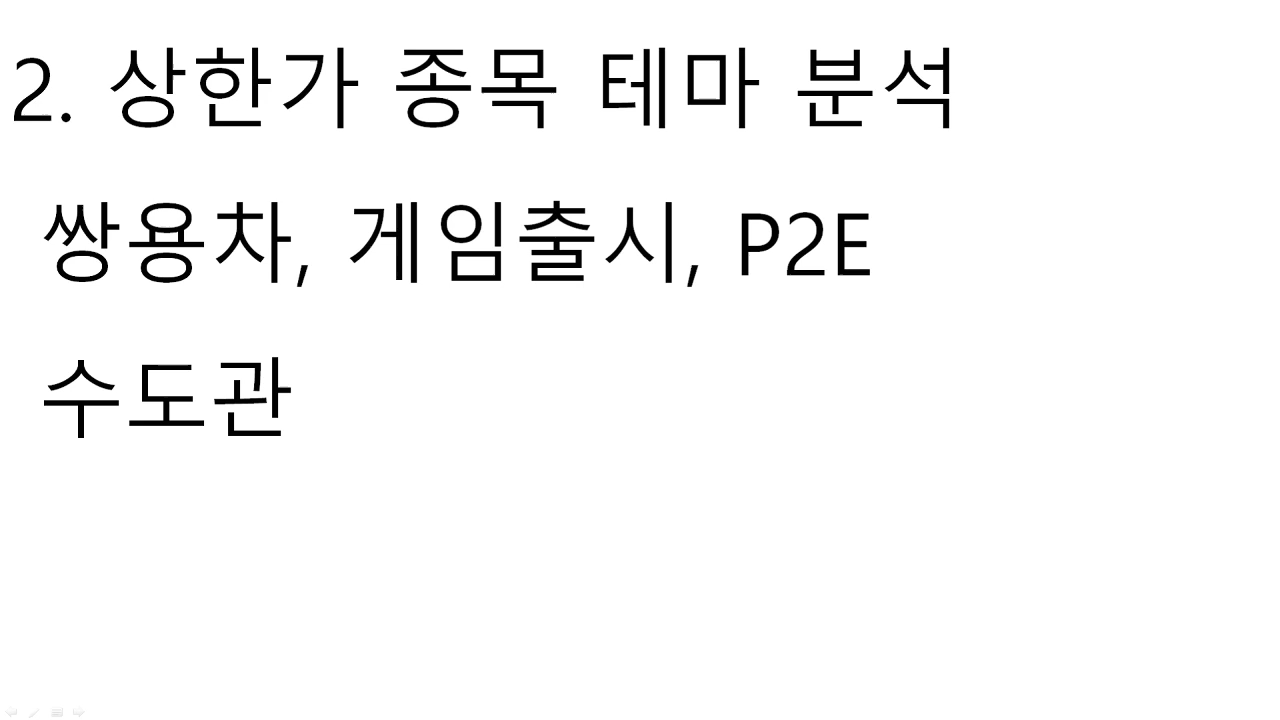 2. 상한가 종목 테마 분석
쌍용차, 게임출시, P2E
수도관